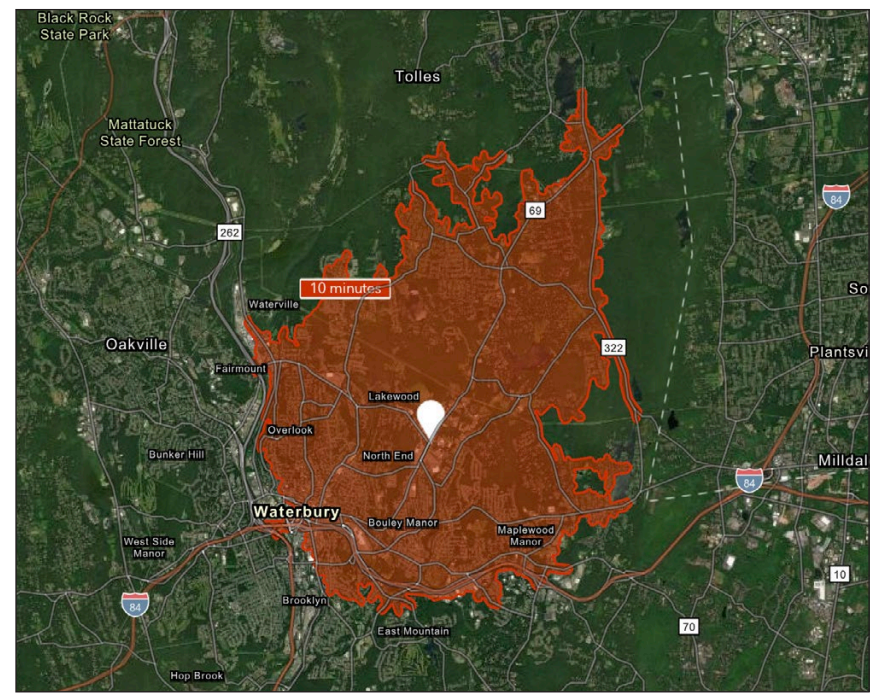 Black Rock
State Park
Tolles
Mattatuck
State Forest
84
69
262
10 minutes
So
Waterville
Oakville
322
Plantsvi
Fairmount
Lakewood
Overlook
Bunker Hill
North End
Milldal
84
Waterbury
Bouley Manor
Maplewood
Manor
West Side
Manor
10
Brooklyn
84
70
East Mountain
Hop Brook